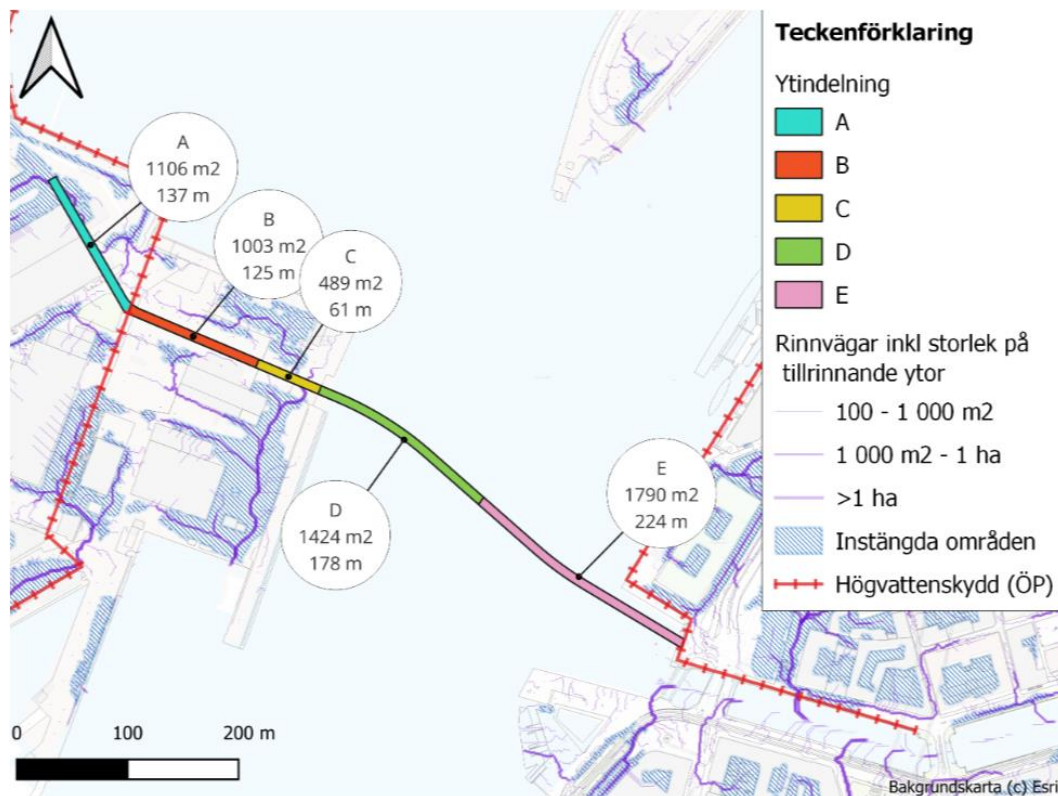 A
1106 m2
137 m
B
1003 m2
125 m
C
489 m2
61 m
D
1424 m2
178 m
E
1790 m2
224 m
0 100 200 m
Teckenförklaring
Ytindelning
A
B
C
D
E
Rinnvägar inkl storlek på
tillrinnande ytor
100 - 1 000 m2
1 000 m2 - 1 ha
>1 ha
Instängda områden
Högvattenskydd (ÖP)
Bakgrundskarta (c) Esri